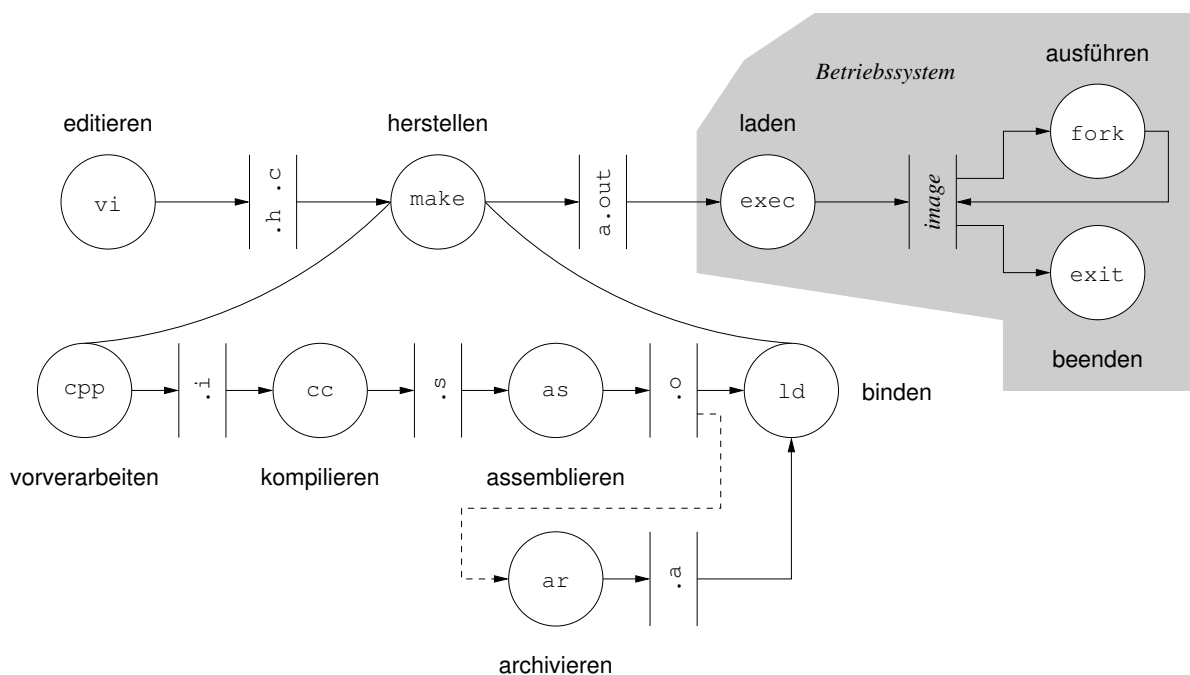 ausführen
Betriebssystem
editieren
herstellen
laden
fork
vi
.h .c
make
a.out
exec
image
exit
beenden
cpp
.i
cc
.s
as
.o
ld
binden
vorverarbeiten
kompilieren
assemblieren
ar
.a
archivieren